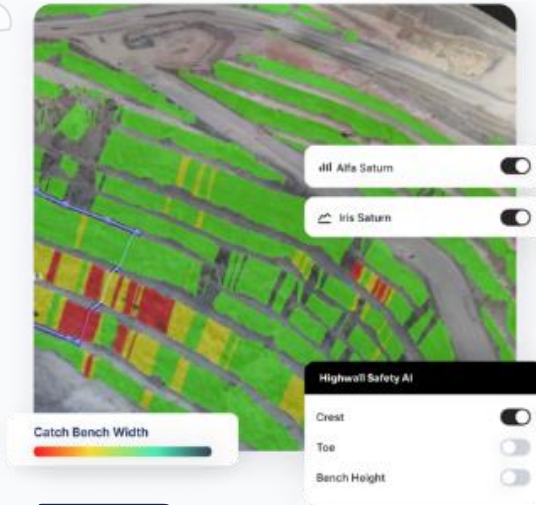 Alfa Saturn
Iris Saturn
Highwall Safety AI
Crest
Toe
Bench Height
Catch Bench Width